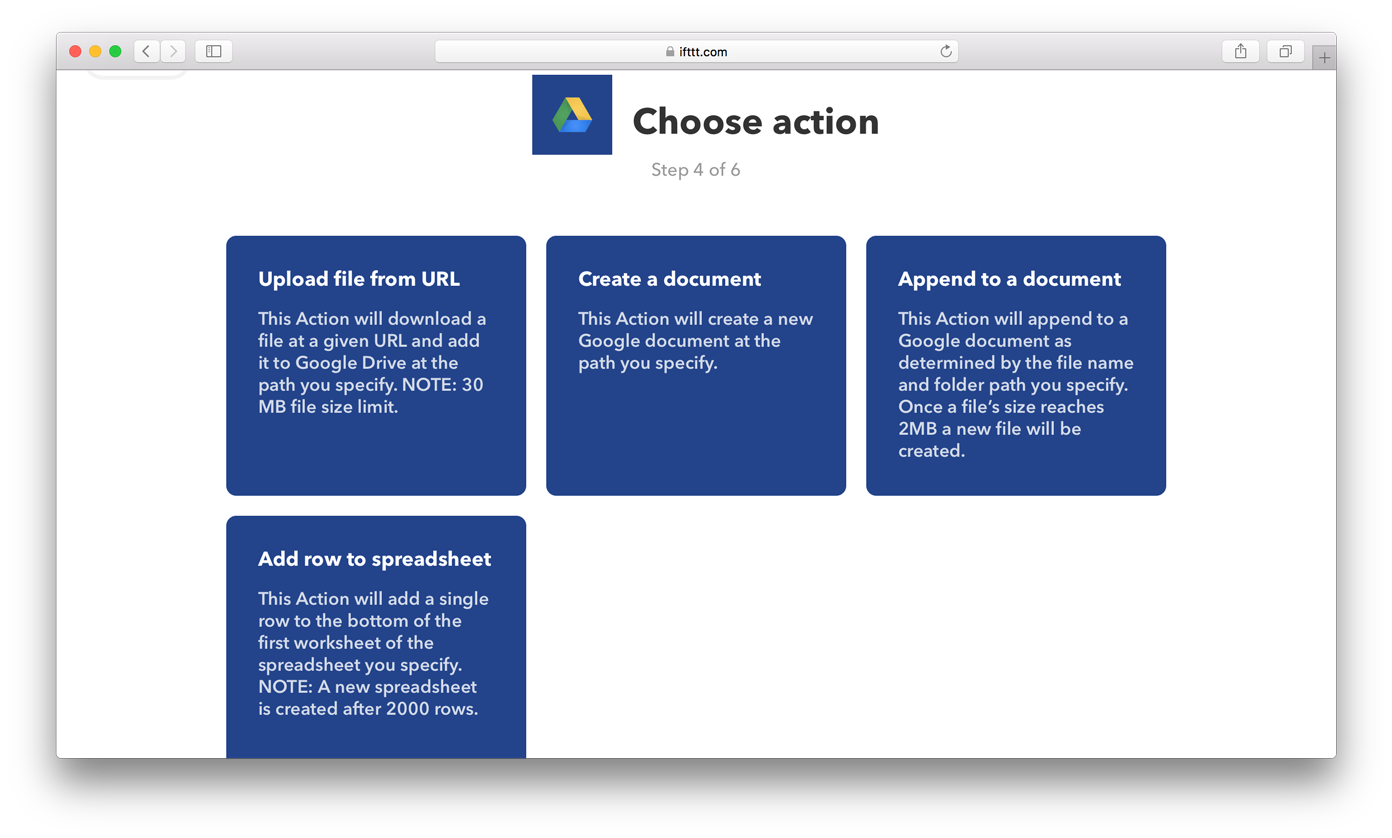 ifttt.com
Choose action
Step 4 of 6
Upload file from URL
This Action will download a
file at a given URL and add
it to Google Drive at the
path you specify. NOTE: 30
MB file size limit.
Create a document
This Action will create a new
Google document at the
path you specify.
Append to a document
This Action will append to a
Google document as
determined by the file name
and folder path you specify.
Once a file’s size reaches
2MB a new file will be
created.
Add row to spreadsheet
This Action will add a single
row to the bottom of the
first worksheet of the
spreadsheet you specify.
NOTE: A new spreadsheet
is created after 2000 rows.